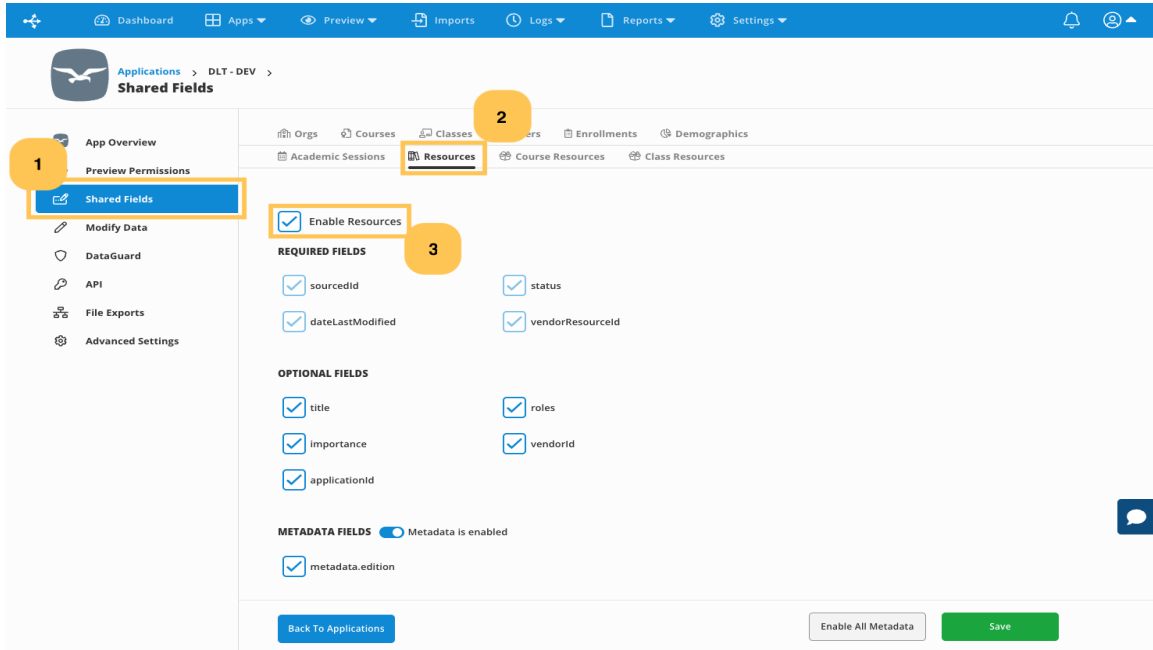 Dashboard Apps Preview Imports Logs Reports Settings
Applications > DLT - DEV >
Shared Fields
2
Orgs Courses Classes ers Enrollments Demographics
App Overview
Academic Sessions Resources Course Resources Class Resources
1
Preview Permissions
Shared Fields
Enable Resources
Modify Data
3
REQUIRED FIELDS
DataGuard
API
sourcedId status
File Exports
dateLastModified vendorResourceId
Advanced Settings
OPTIONAL FIELDS
title roles
importance vendorId
applicationId
METADATA FIELDS Metadata is enabled
metadata.edition
Back To Applications Enable All Metadata Save